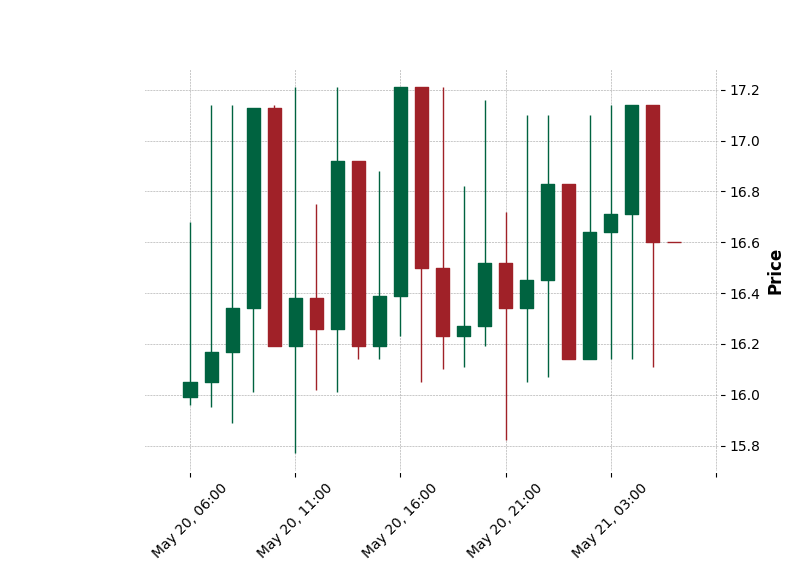 17.2
17.0
16.8
16.6
16.4
16.2
16.0
15.8
Price
May 20, 06:00
May 20, 11:00
May 20, 16:00
May 20, 21:00
May 21, 03:00